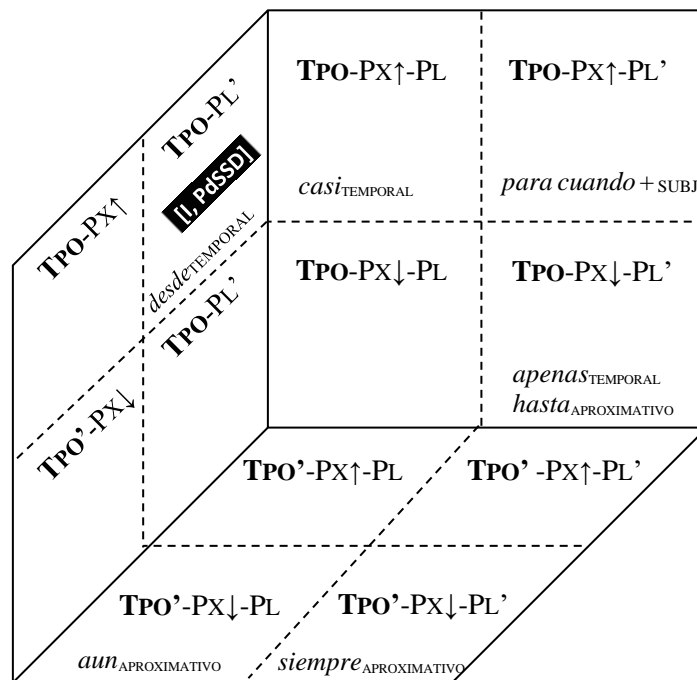 TPO-PX↑-PL
TPO-PX↑-PL’
casiTEMPORAL
para cuando + SUBJ
TPO-PX↓-PL
TPO-PX↓-PL’
apenasTEMPORAL
hastaAPROXIMATIVO
TPO-PL’
[I, PdSSD]
TPO-PX↑
desdeTEMPORAL
TPO-PL’
TPO’-PX↓
TPO’-PX↑-PL
TPO’ -PX↑-PL’
TPO’-PX↓-PL
TPO’-PX↓-PL’
aunAPROXIMATIVO
siempreAPROXIMATIVO